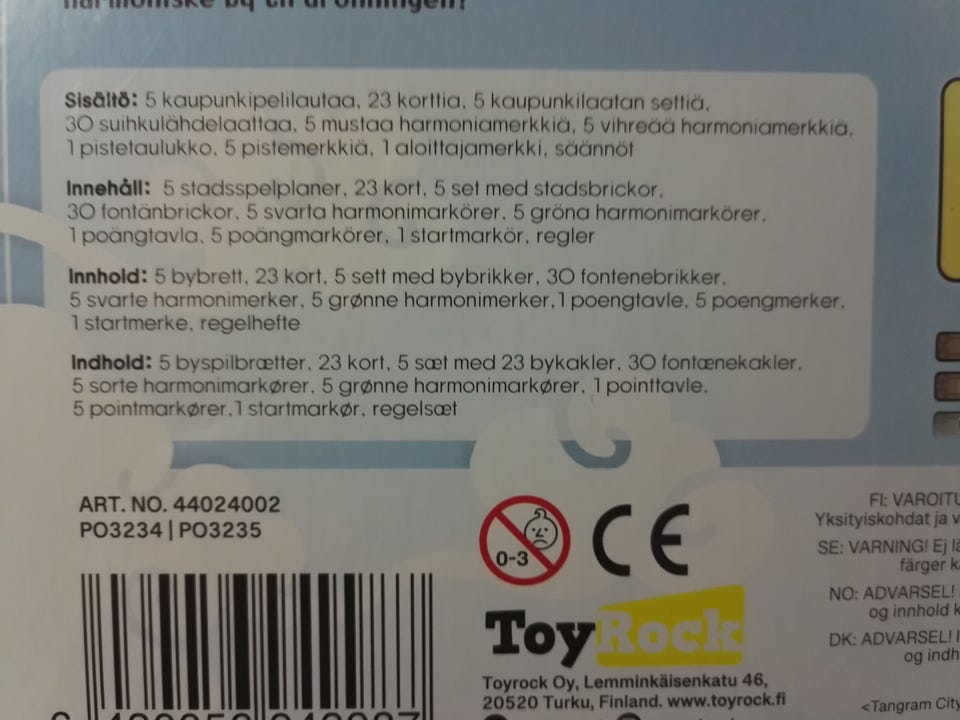 harmoniske by til dronningen!
Sisältö: 5 kaupunkipelilautaa, 23 korttia, 5 kaupunkilaatan settiä,
30 suihkulähdelaattaa, 5 mustaa harmoniamerkkiä, 5 vihreää harmoniamerkkiä,
1 pistetaulukko, 5 pistemerkkiä, 1 aloittajamerkki, säännöt
Innehåll: 5 stadsspelplaner, 23 kort, 5 set med stadsbrickor,
30 fontänbrickor, 5 svarta harmonimarkörer, 5 gröna harmonimarkörer,
1 poängtavla, 5 poängmarkörer, 1 startmarkör, regler
Innhold: 5 bybrett, 23 kort, 5 sett med bybrikker, 30 fontenebrikker,
5 svarte harmonimerker, 5 grønne harmonimerker,1 poengtavle, 5 poengmerker,
1 startmerke, regelhefte
Indhold: 5 byspilbrætter, 23 kort, 5 sæt med 23 bykakler, 30 fontænekakler,
5 sorte harmonimarkører, 5 grønne harmonimarkører, 1 pointtavle,
5 pointmarkører,1 startmarkør, regelsæt
ART. NO. 44024002
PO3234 | PO3235
0-3
CE
ToyRock
Toyrock Oy, Lemminkäisenkatu 46,
20520 Turku, Finland. www.toyrock.fi
FI: VAROITU
Yksityiskohdat ja v
SE: VARNING! Ej lä
färger k
NO: ADVARSEL!
og innhold k
DK: ADVARSEL! I
og indh
<Tangram City